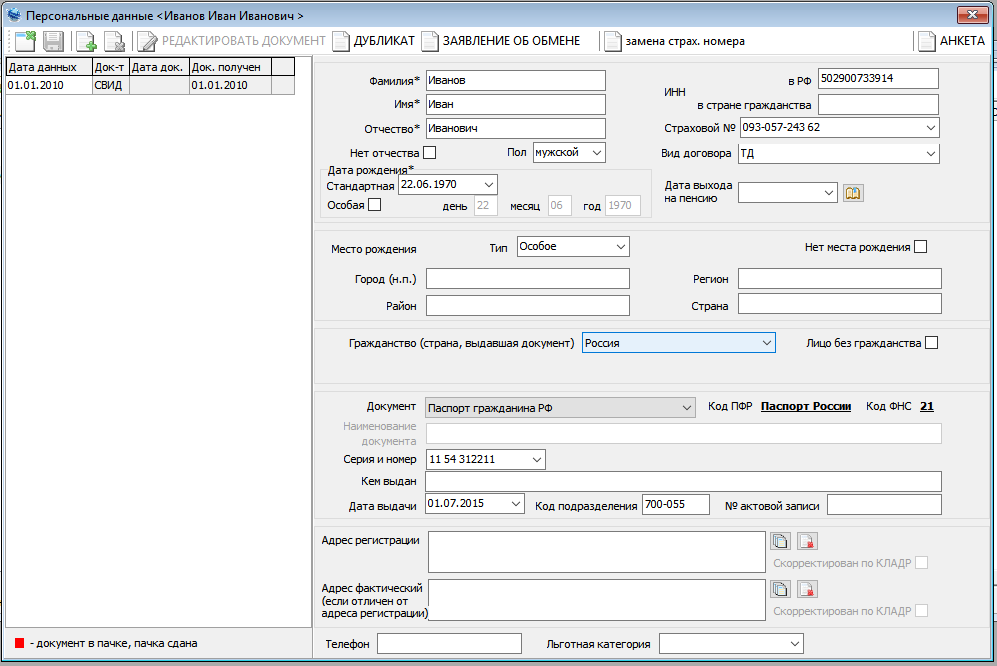 Персональные данные <Иванов Иван Иванович >
РЕДАКТИРОВАТЬ ДОКУМЕНТ ДУБЛИКАТ ЗАЯВЛЕНИЕ ОБ ОБМЕНЕ замена страх. номера АНКЕТА
Дата данных Док-т Дата док. Док. получен
01.01.2010 СВИД 01.01.2010
Фамилия* Иванов
Имя* Иван
Отчество* Иванович
Нет отчества Пол мужской
Дата рождения*
Стандартная 22.06.1970
Особая день 22 месяц 06 год 1970
ИНН в РФ 502900733914
в стране гражданства
Страховой № 093-057-243 62
Вид договора ТД
Дата выхода
на пенсию
Место рождения Тип Особое Нет места рождения
Город (н.п.) Регион
Район Страна
Гражданство (страна, выдавшая документ) Россия Лицо без гражданства
Документ Паспорт гражданина РФ Код ПФР Паспорт России Код ФНС 21
Наименование
документа
Серия и номер 11 54 312211
Кем выдан
Дата выдачи 01.07.2015 Код подразделения 700-055 № актовой записи
Адрес регистрации
Скорректирован по КЛАДР
Адрес фактический
(если отличен от
адреса регистрации)
Скорректирован по КЛАДР
- документ в пачке, пачка сдана
Телефон Льготная категория